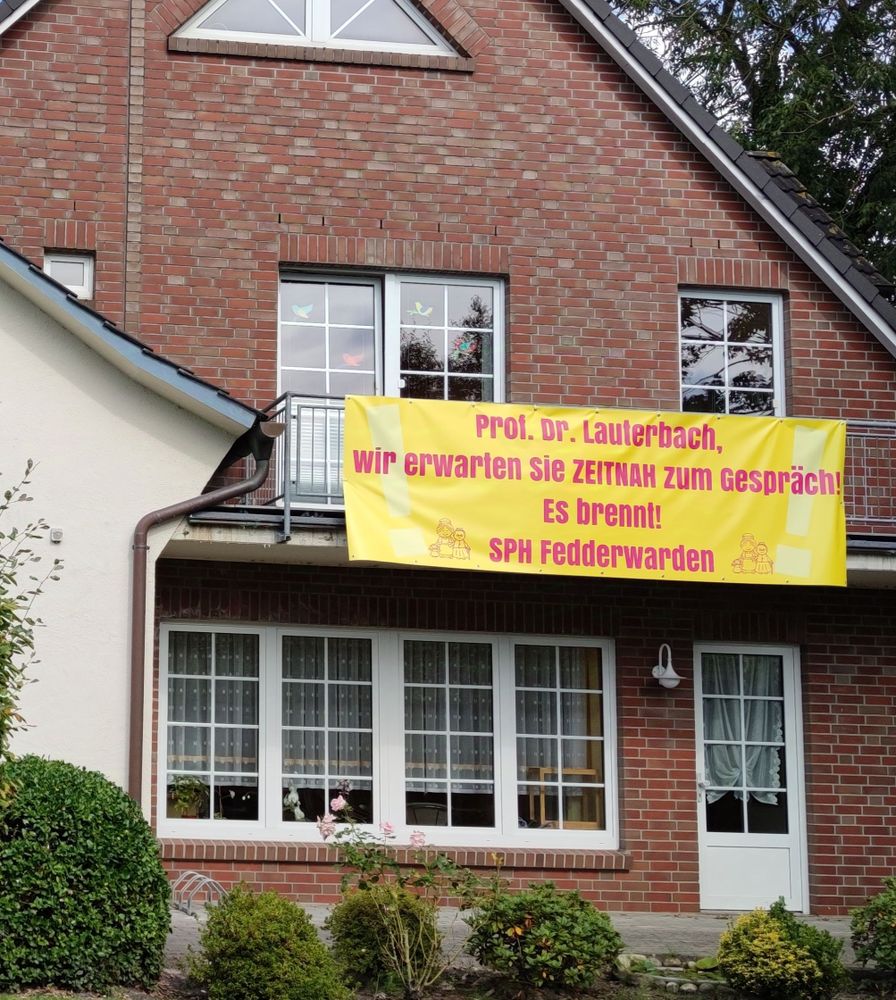 Prof. Dr. Lauterbach,
wir erwarten Sie ZEITNAH zum Gespräch!
Es brennt!
SPH Fedderwarden